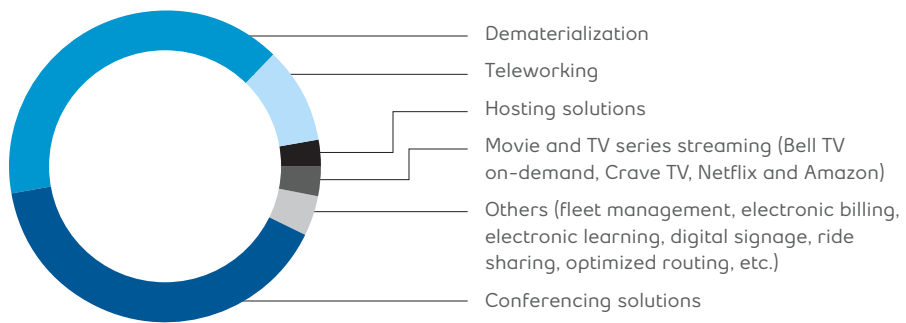 Dematerialization
Teleworking
Hosting solutions
Movie and TV series streaming (Bell TV
on-demand, Crave TV, Netflix and Amazon)
Others (fleet management, electronic billing,
electronic learning, digital signage, ride
sharing, optimized routing, etc.)
Conferencing solutions